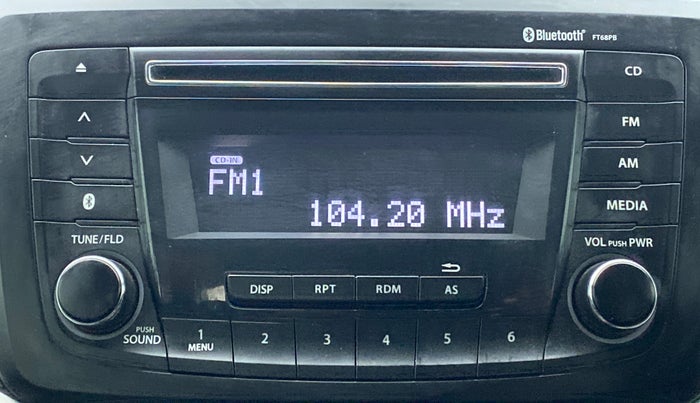 Bluetooth® FT68PB
CD
FM
AM
MEDIA
CD-IN
FM1
104.20 MHz
TUNE/FLD
VOL PUSH PWR
DISP RPT RDM AS
PUSH SOUND
1 MENU 2 3 4 5 6